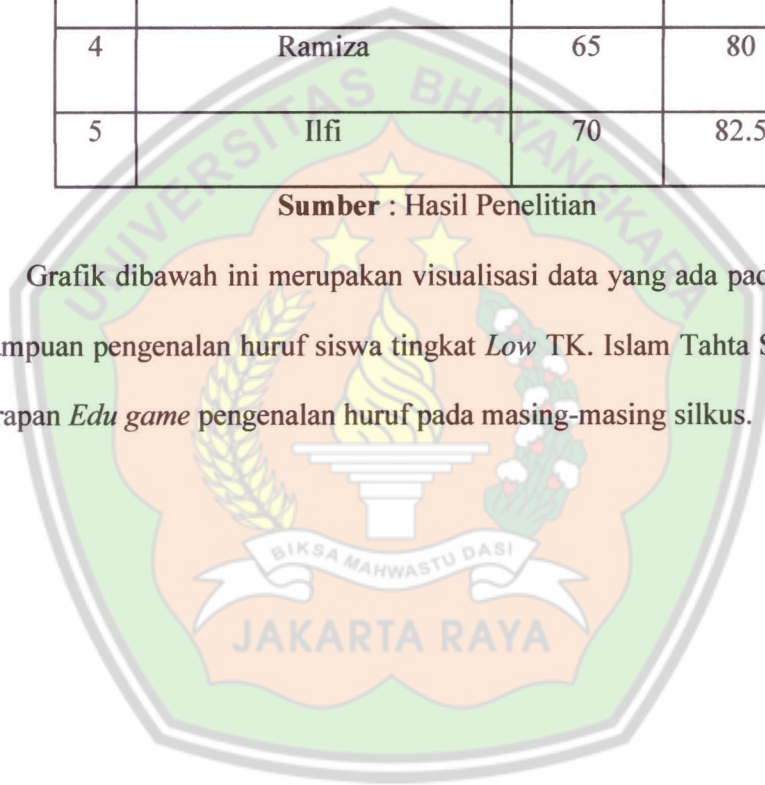 4 Ramiza 65 80
5 Ilfi 70 82.5
Sumber : Hasil Penelitian
Grafik dibawah ini merupakan visualisasi data yang ada pad
mpuan pengenalan huruf siswa tingkat Low TK. Islam Tahta S
rapan Edu game pengenalan huruf pada masing-masing silkus.
UNIVERSITAS BHAYANGKARA
BIKSA MAHWASTU DASI
JAKARTA RAYA